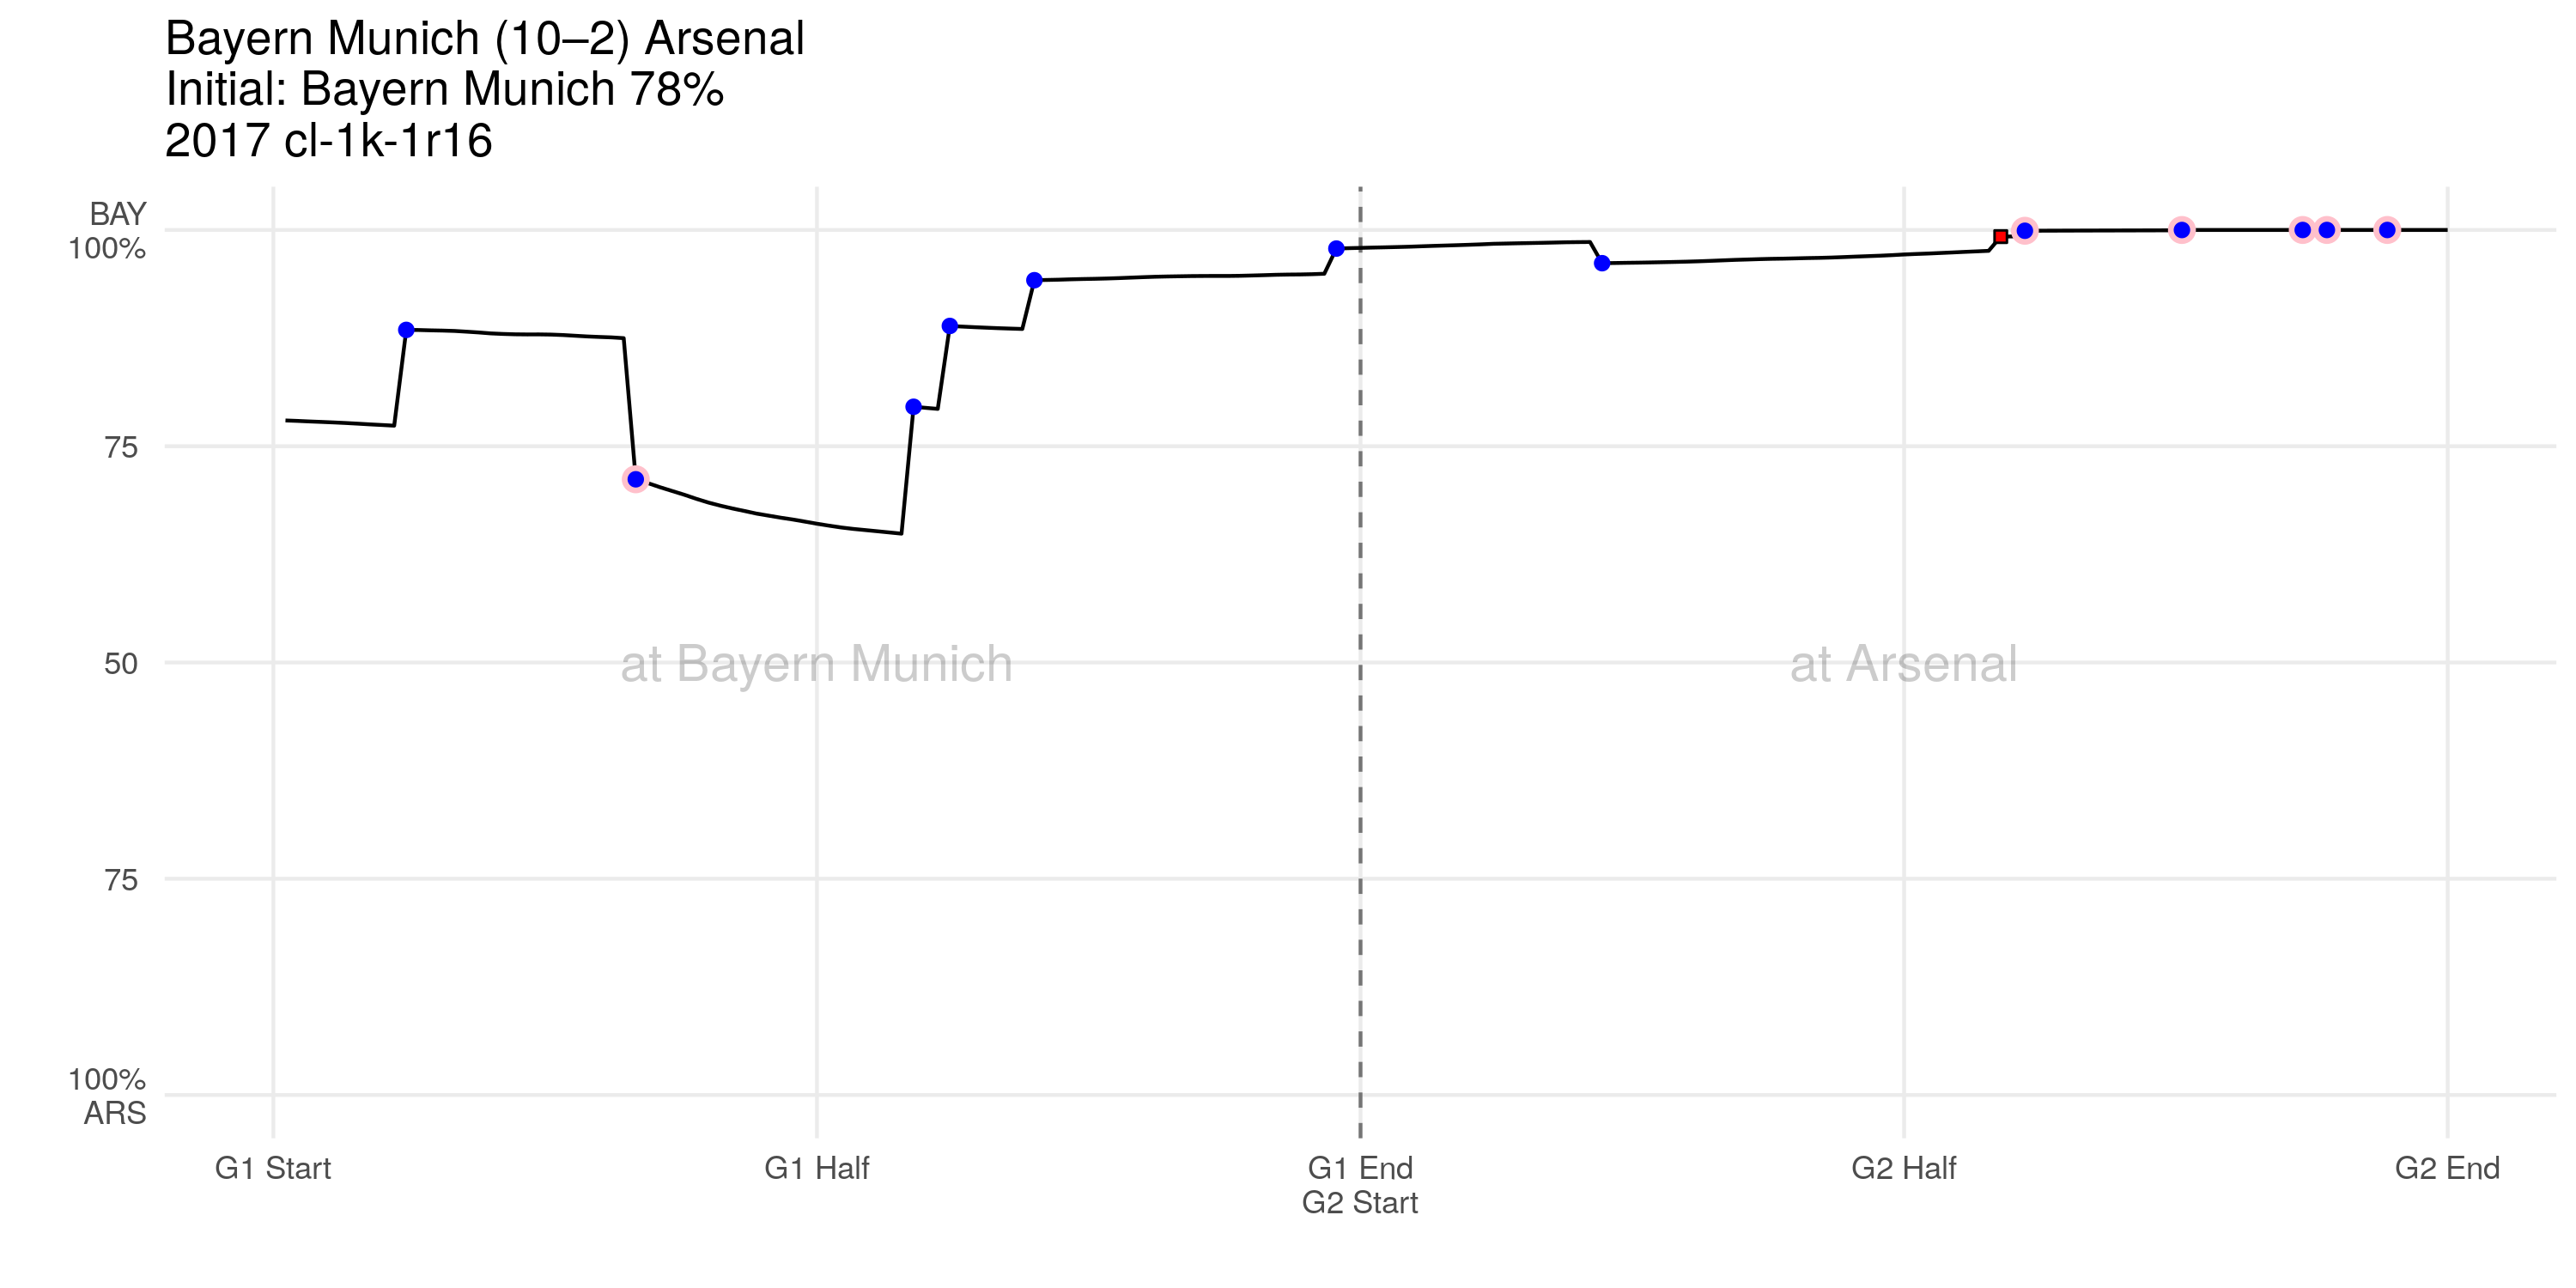 Bayern Munich (10–2) Arsenal
Initial: Bayern Munich 78%
2017 cl-1k-1r16
BAY
100%
75
50
75
100%
ARS
at Bayern Munich
at Arsenal
G1 Start
G1 Half
G1 End
G2 Start
G2 Half
G2 End